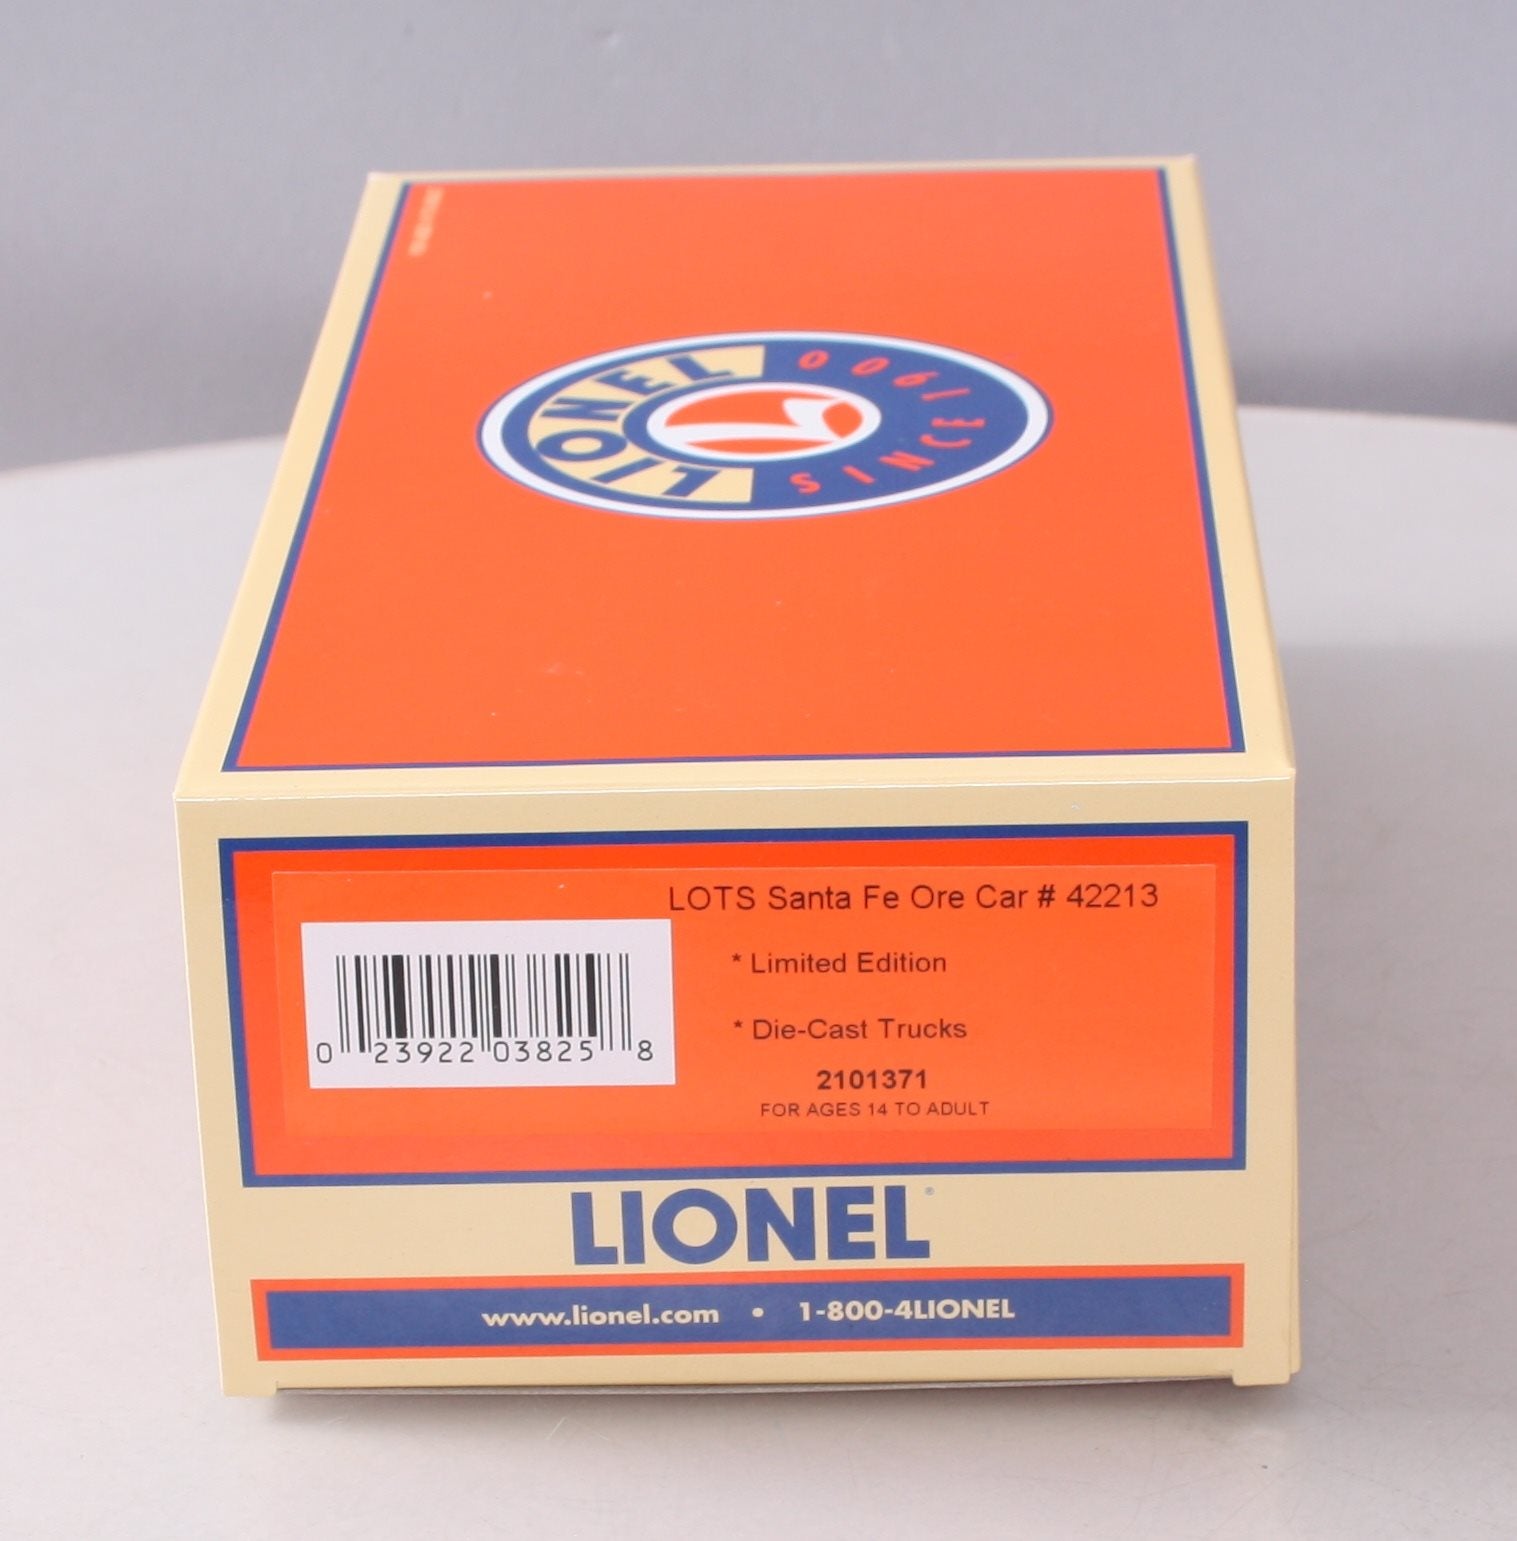 LIONEL
SINCE 1900
LOTS Santa Fe Ore Car # 42213
* Limited Edition
* Die-Cast Trucks
2101371
FOR AGES 14 TO ADULT
0 23922 03825 8
LIONEL®
www.lionel.com • 1-800-4LIONEL